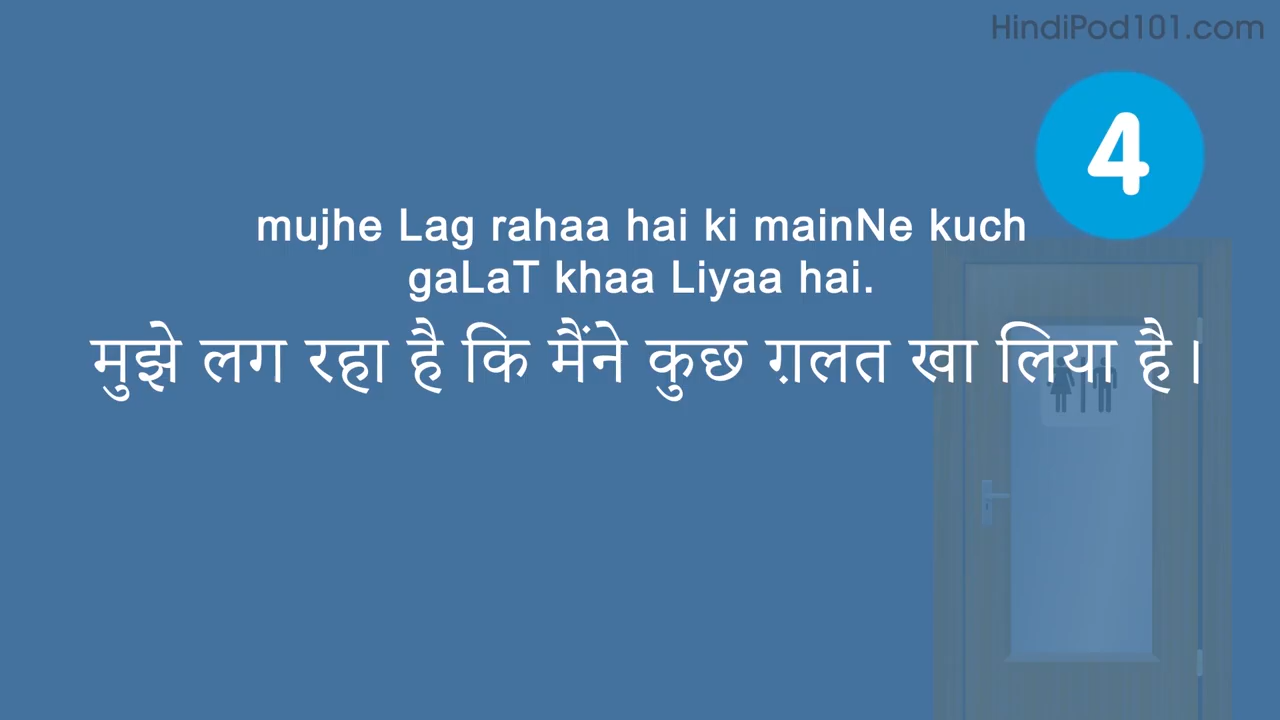 HindiPod101.com
4
mujhe Lag rahaa hai ki mainNe kuch
gaLaT khaa Liyaa hai.
मुझे लग रहा है कि मैंने कुछ ग़लत खा लिया है।